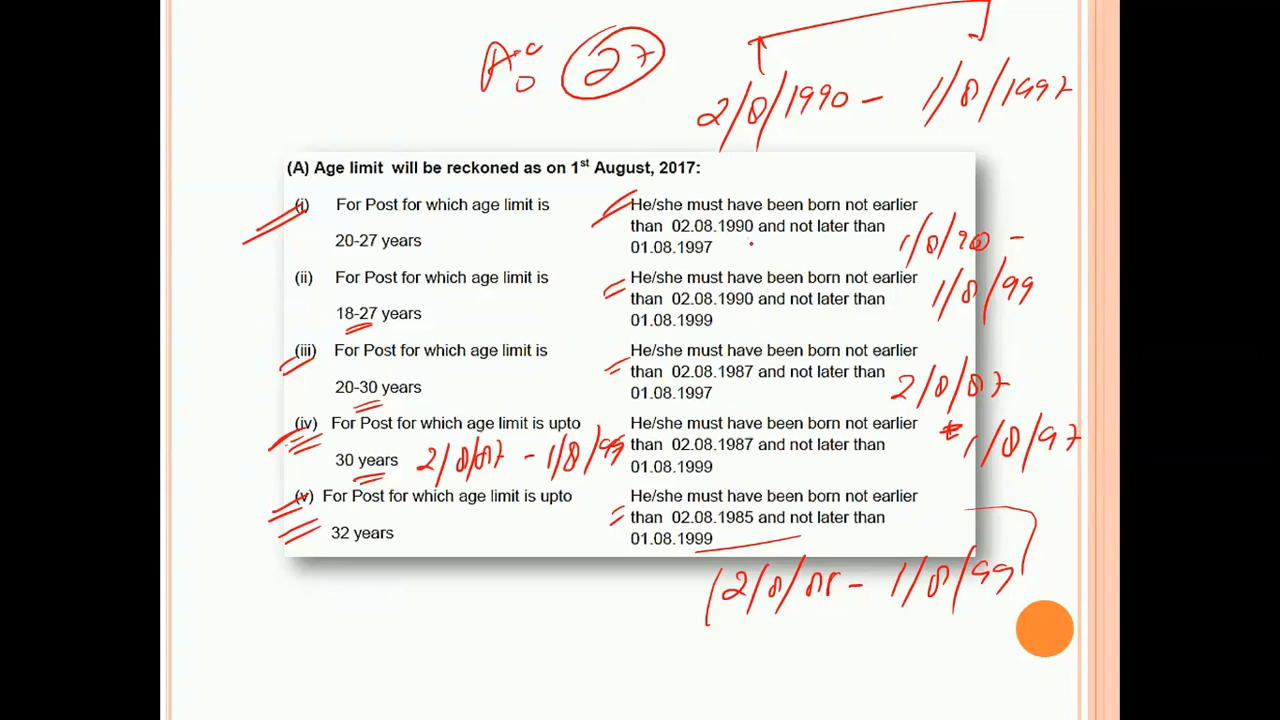 27
2/8/1990 - 1/8/1997
(A) Age limit will be reckoned as on 1st August, 2017:
(i) For Post for which age limit is
20-27 years
He/she must have been born not earlier
than 02.08.1990 and not later than
01.08.1997
1/8/90 -
1/8/99
(ii) For Post for which age limit is
18-27 years
He/she must have been born not earlier
than 02.08.1990 and not later than
01.08.1999
(iii) For Post for which age limit is
20-30 years
He/she must have been born not earlier
than 02.08.1987 and not later than
01.08.1997
2/8/87
1/8/97
(iv) For Post for which age limit is upto
30 years
2/8/87 - 1/8/99
He/she must have been born not earlier
than 02.08.1987 and not later than
01.08.1999
(v) For Post for which age limit is upto
32 years
He/she must have been born not earlier
than 02.08.1985 and not later than
01.08.1999
1/8/99